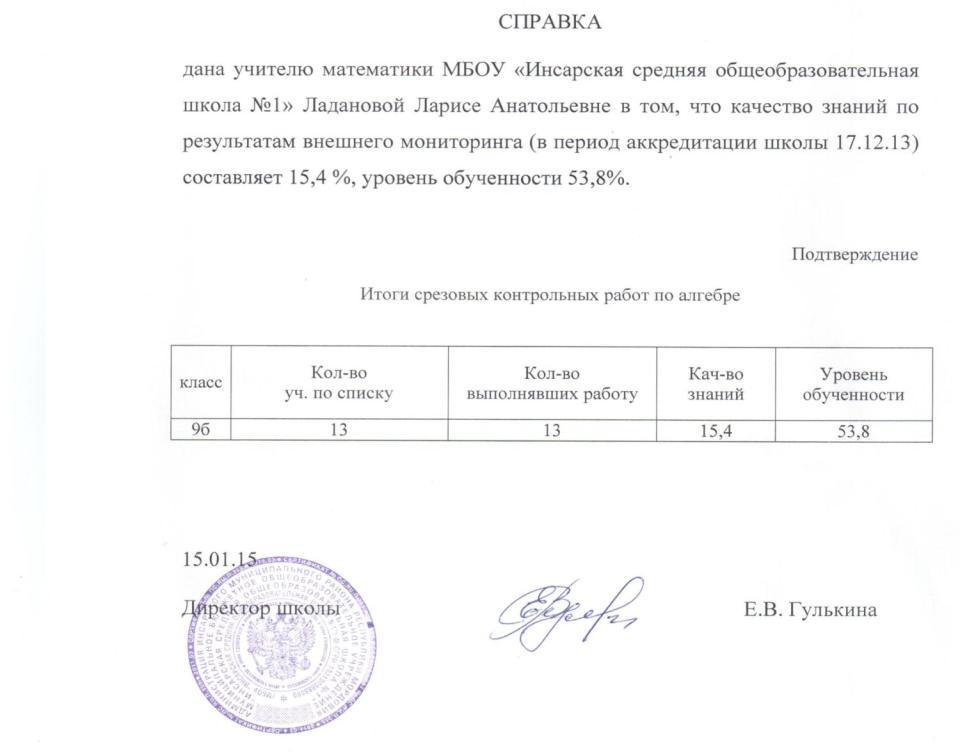 СПРАВКА
дана учителю математики МБОУ «Инсарская средняя общеобразовательная
школа №1» Ладановой Ларисе Анатольевне в том, что качество знаний по
результатам внешнего мониторинга (в период аккредитации школы 17.12.13)
составляет 15,4 %, уровень обученности 53,8%.
Подтверждение
Итоги срезовых контрольных работ по алгебре
класс
Кол-во
уч. по списку
Кол-во
выполнявших работу
Кач-во
знаний
Уровень
обученности
9б 13 13 15,4 53,8
15.01.15
Директор школы
Е.В. Гулькина